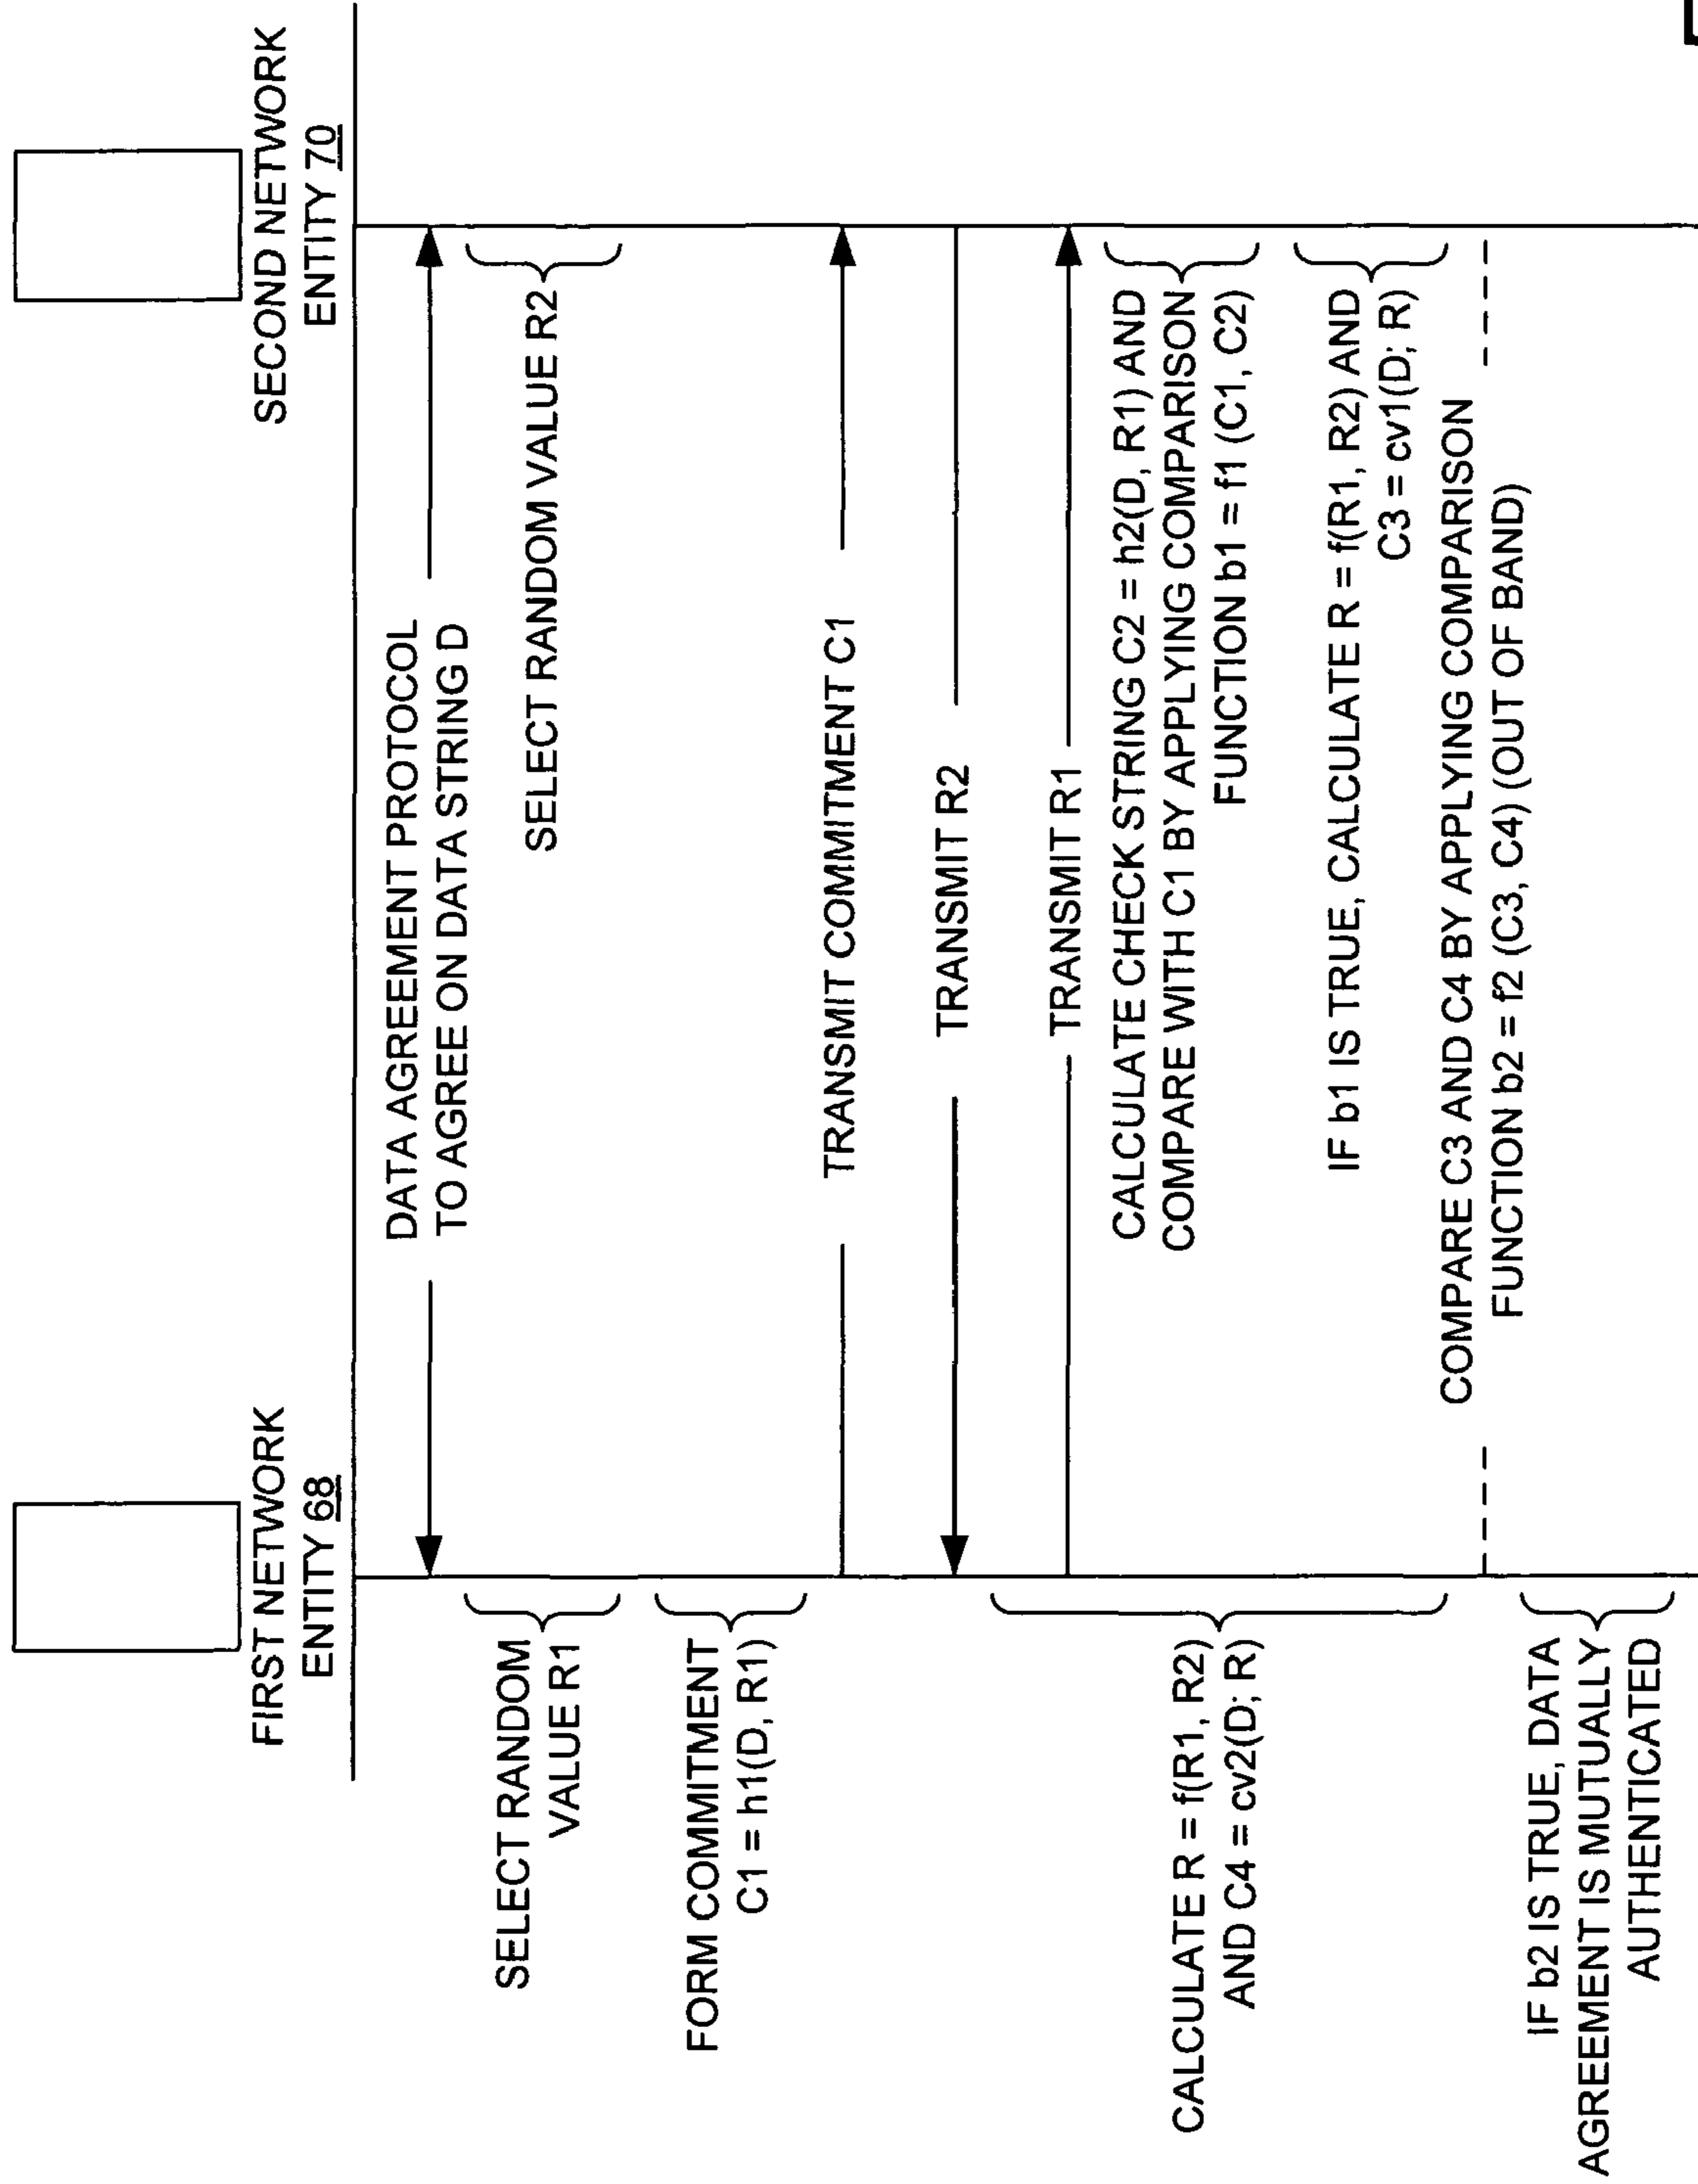 FIRST NETWORK
ENTITY 68
SECOND NETWORK
ENTITY 70
DATA AGREEMENT PROTOCOL
TO AGREE ON DATA STRING D
SELECT RANDOM
VALUE R1
SELECT RANDOM VALUE R2
FORM COMMITMENT
C1 = h1(D, R1)
TRANSMIT COMMITMENT C1
TRANSMIT R2
TRANSMIT R1
CALCULATE R = f(R1, R2)
AND C4 = cv2(D; R)
CALCULATE CHECK STRING C2 = h2(D, R1) AND
COMPARE WITH C1 BY APPLYING COMPARISON
FUNCTION b1 = f1 (C1, C2)
IF b1 IS TRUE, CALCULATE R = f(R1, R2) AND
C3 = cv1(D; R)
COMPARE C3 AND C4 BY APPLYING COMPARISON
FUNCTION b2 = f2 (C3, C4) (OUT OF BAND)
IF b2 IS TRUE, DATA
AGREEMENT IS MUTUALLY
AUTHENTICATED